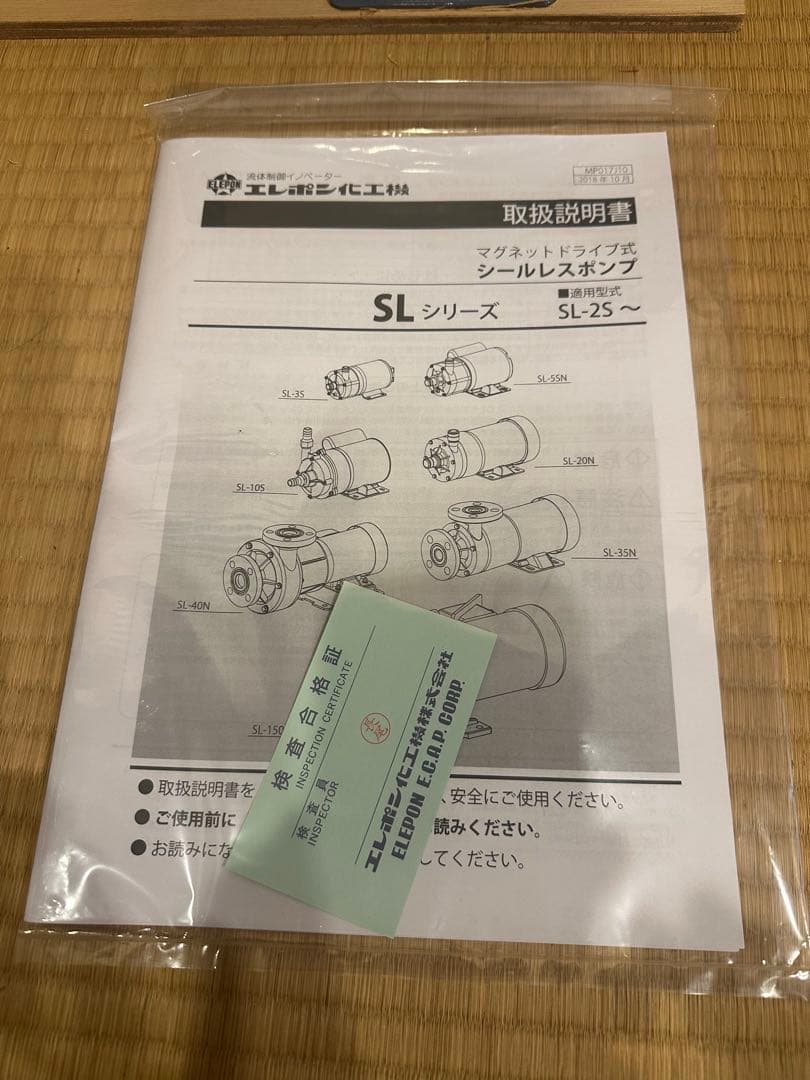 ELEPON
流体制御イノベーター
エレポン化工機
MP017J10
2018年10月
取扱説明書
マグネットドライブ式
シールレスポンプ
SLシリーズ
■適用型式
SL-2S ～
SL-3S
SL-5SN
SL-10S
SL-20N
SL-40N
SL-35N
SL-150
●取扱説明書を
、安全にご使用ください。
●ご使用前に
読みください。
●お読みにな
してください。
検査合格証
INSPECTION CERTIFICATE
検査員
INSPECTOR
エレポン化工機株式会社
ELEPON E.C.A.P. CORP.